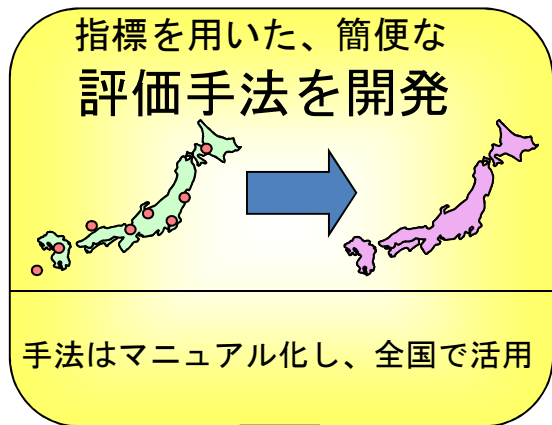 指標を用いた、簡便な
評価手法を開発
手法はマニュアル化し、全国で活用